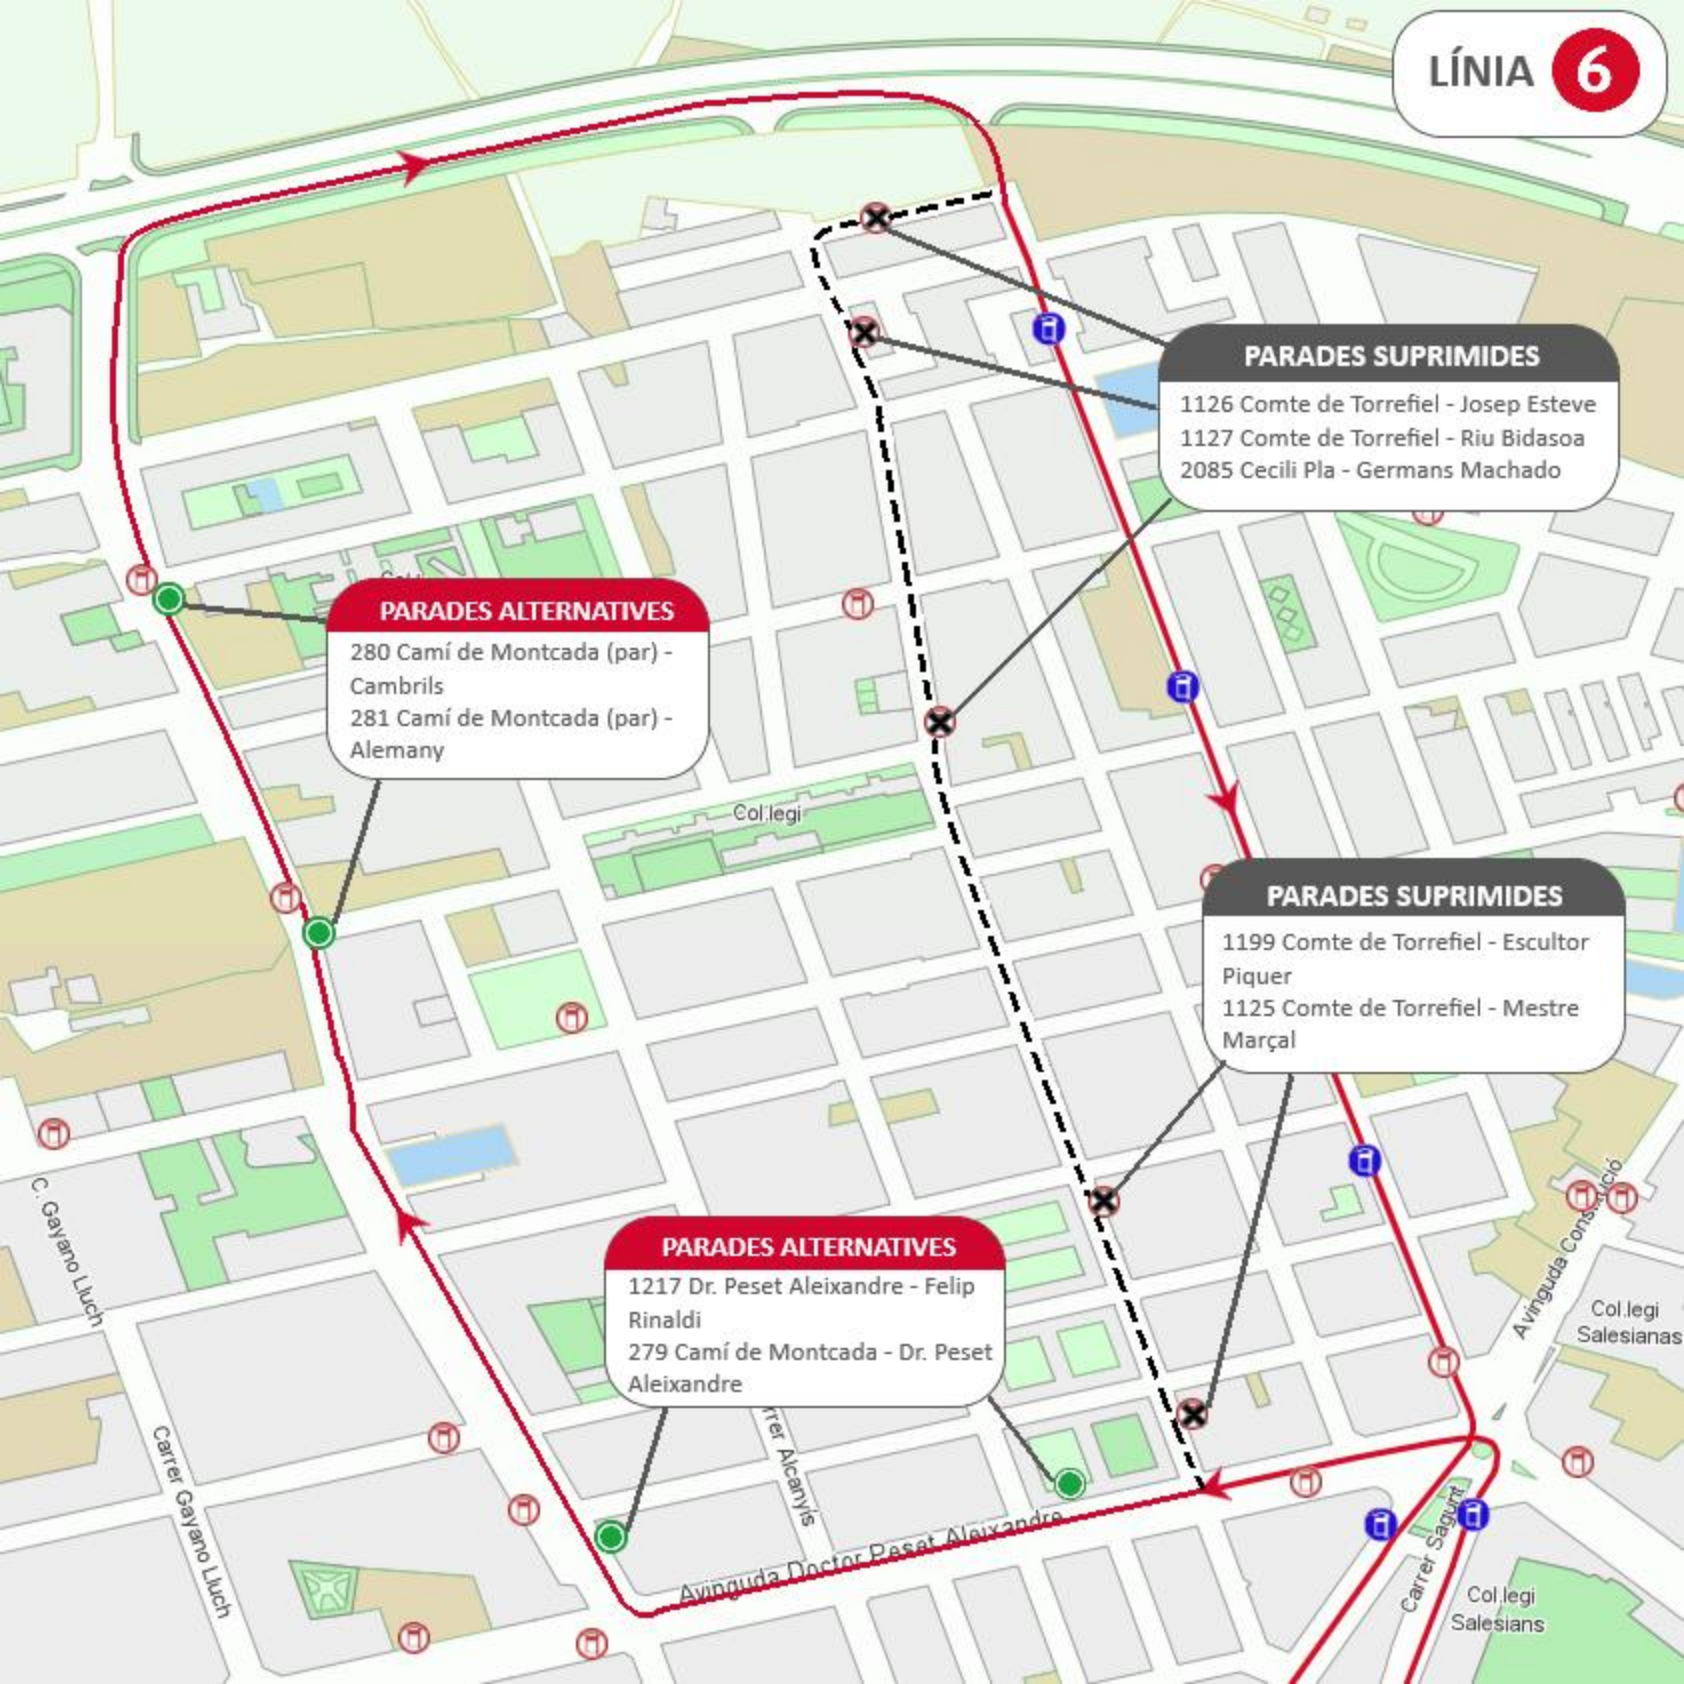 LÍNIA 6
PARADES SUPRIMIDES
1126 Comte de Torrefiel - Josep Esteve
1127 Comte de Torrefiel - Riu Bidasoa
2085 Cecili Pla - Germans Machado
PARADES ALTERNATIVES
280 Camí de Montcada (par) -
Cambrils
281 Camí de Montcada (par) -
Alemany
Col.legi
PARADES SUPRIMIDES
1199 Comte de Torrefiel - Escultor
Piquer
1125 Comte de Torrefiel - Mestre
Marçal
PARADES ALTERNATIVES
1217 Dr. Peset Aleixandre - Felip
Rinaldi
279 Camí de Montcada - Dr. Peset
Aleixandre
C. Gayano Lluch
Carrer Gayano Lluch
Alcanyís
Avinguda Doctor Peset Aleixandre
Avinguda
Col.legi
Salesianas
Carrer Sagunt
Col.legi
Salesians